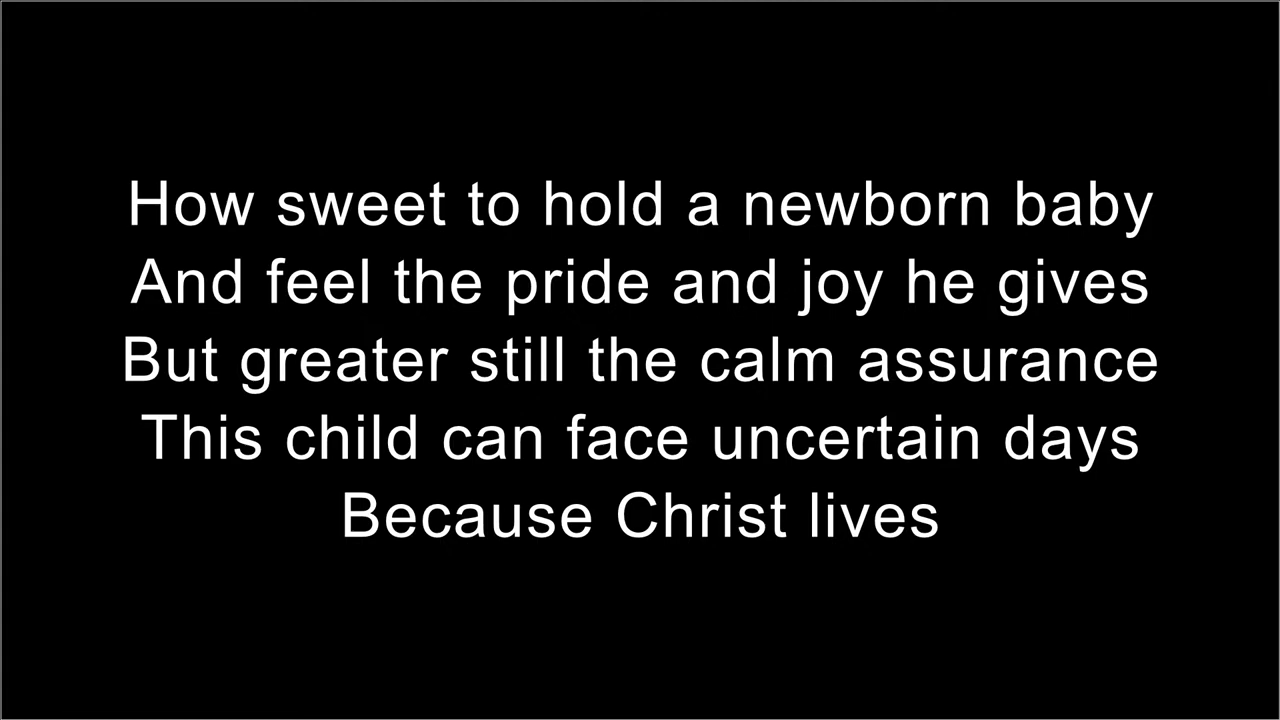 How sweet to hold a newborn baby
And feel the pride and joy he gives
But greater still the calm assurance
This child can face uncertain days
Because Christ lives